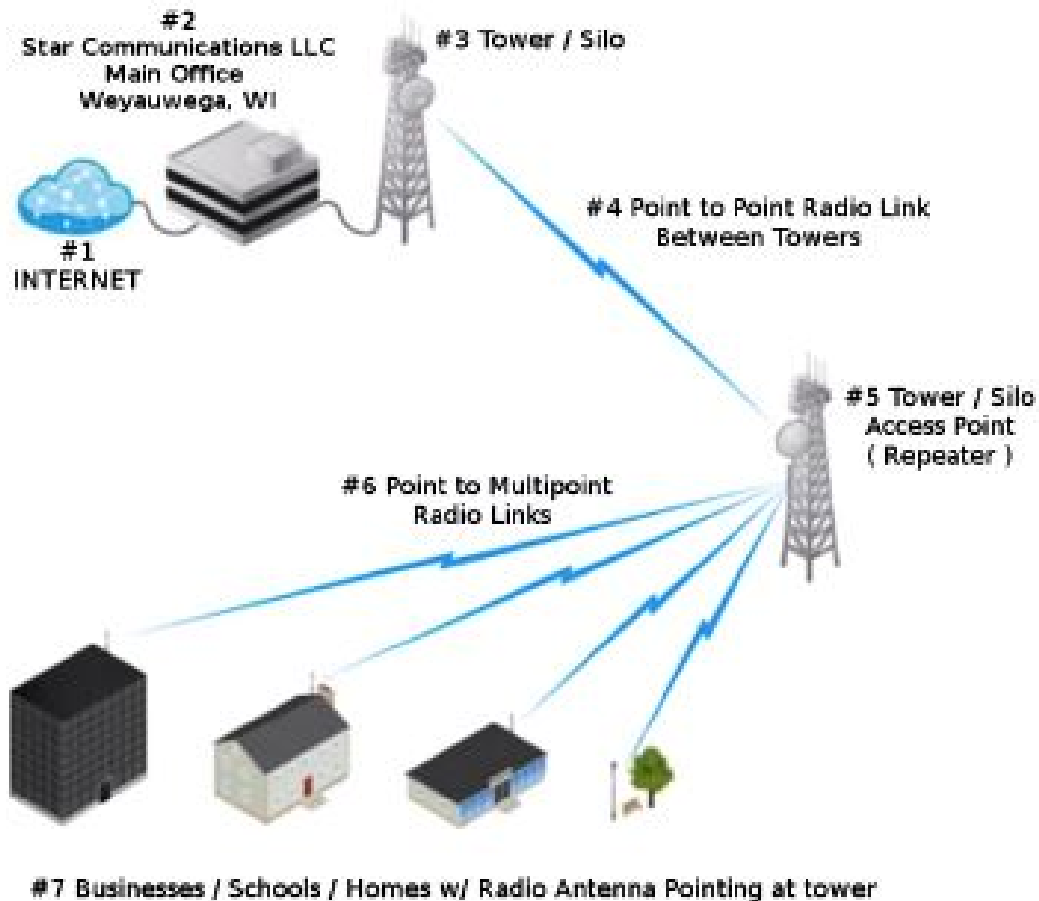 #2
Star Communications LLC
Main Office
Weyauwega, WI
#3 Tower / Silo
#1
INTERNET
#4 Point to Point Radio Link
Between Towers
#5 Tower / Silo
Access Point
( Repeater )
#6 Point to Multipoint
Radio Links
#7 Businesses / Schools / Homes w/ Radio Antenna Pointing at tower